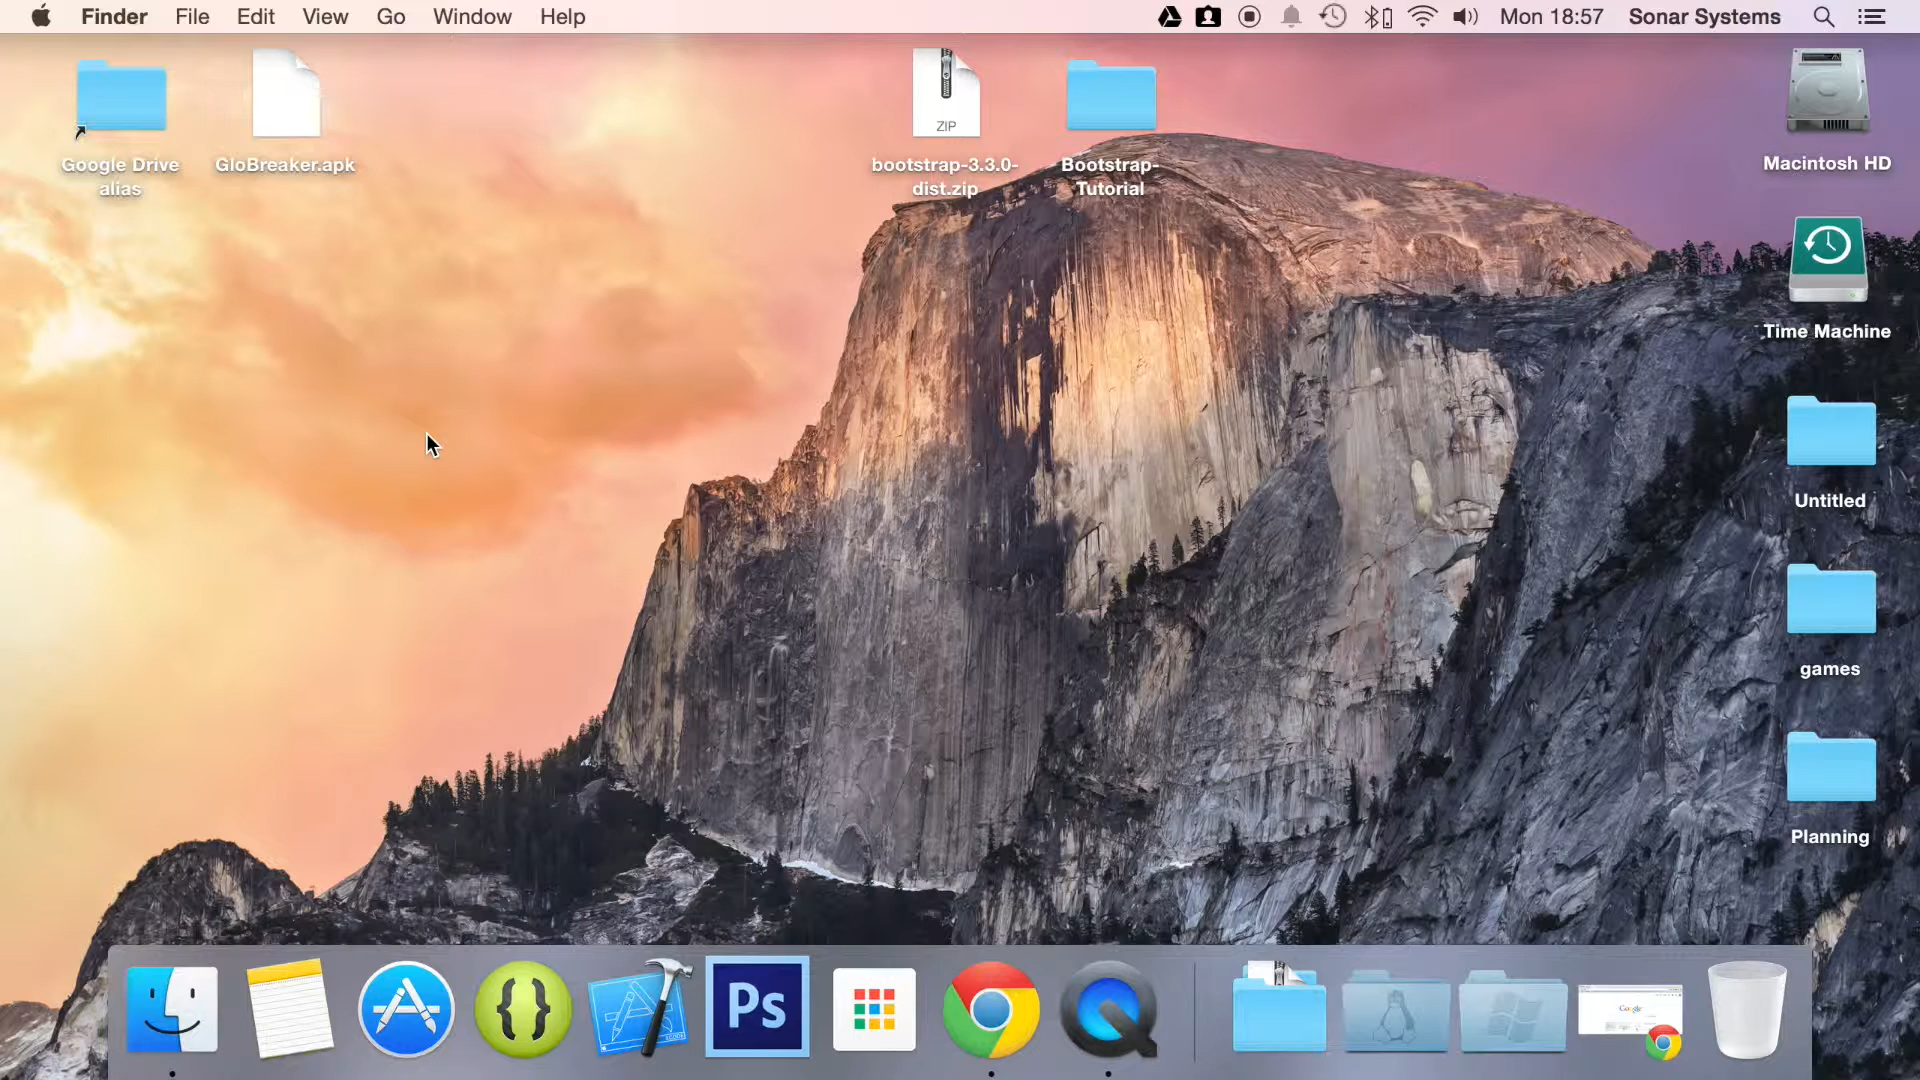 Finder File Edit View Go Window Help Mon 18:57 Sonar Systems
Google Drive
alias
GloBreaker.apk
ZIP
bootstrap-3.3.0-
dist.zip
Bootstrap-
Tutorial
Macintosh HD
Time Machine
Untitled
games
Planning
Ps
Google